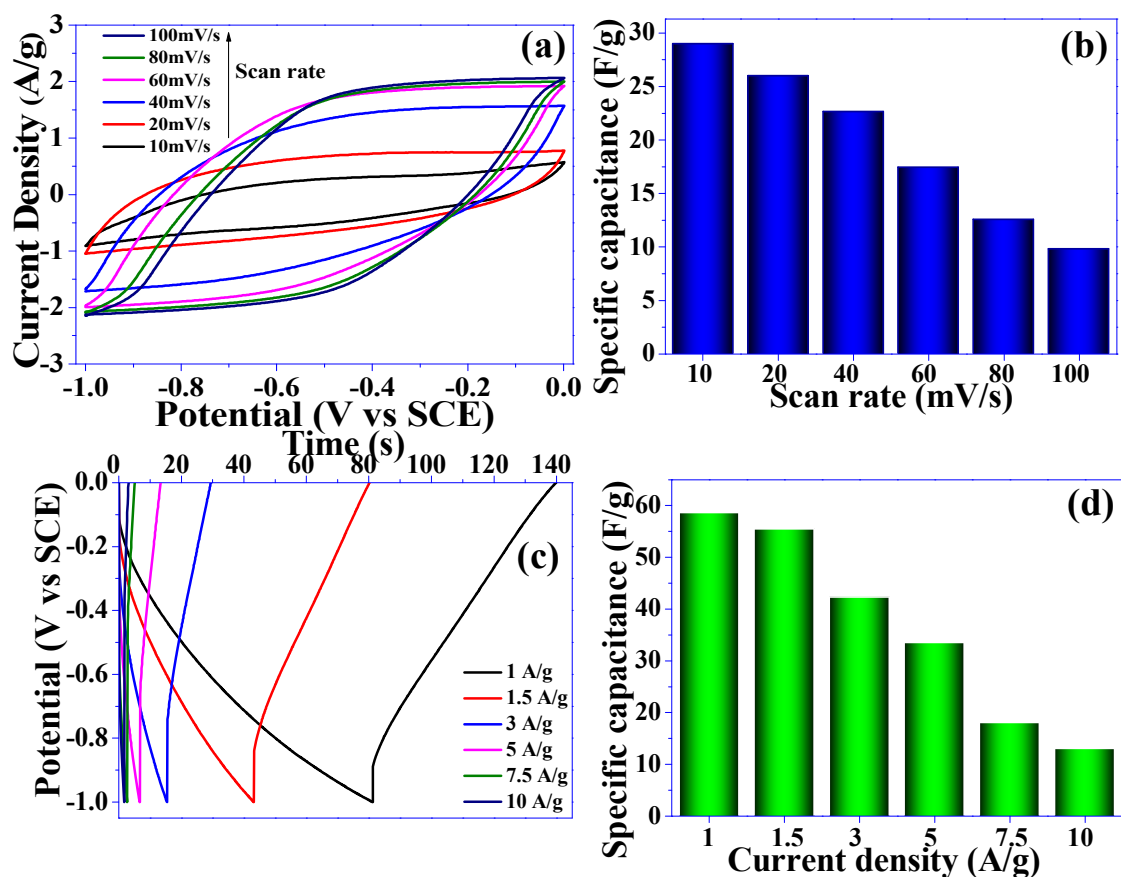 (a)
3
2
1
0
-1
-2
-3
Current Density (A/g)
100mV/s
80mV/s
60mV/s
40mV/s
20mV/s
10mV/s
Scan rate
-1.0 -0.8 -0.6 -0.4 -0.2 0.0
Potential (V vs SCE)
(b)
30
25
20
15
10
5
0
Specific capacitance (F/g)
10 20 40 60 80 100
Scan rate (mV/s)
Time (s)
0 20 40 60 80 100 120 140
(c)
0.0
-0.2
-0.4
-0.6
-0.8
-1.0
Potential (V vs SCE)
1 A/g
1.5 A/g
3 A/g
5 A/g
7.5 A/g
10 A/g
(d)
60
50
40
30
20
10
0
Specific capacitance (F/g)
1 1.5 3 5 7.5 10
Current density (A/g)